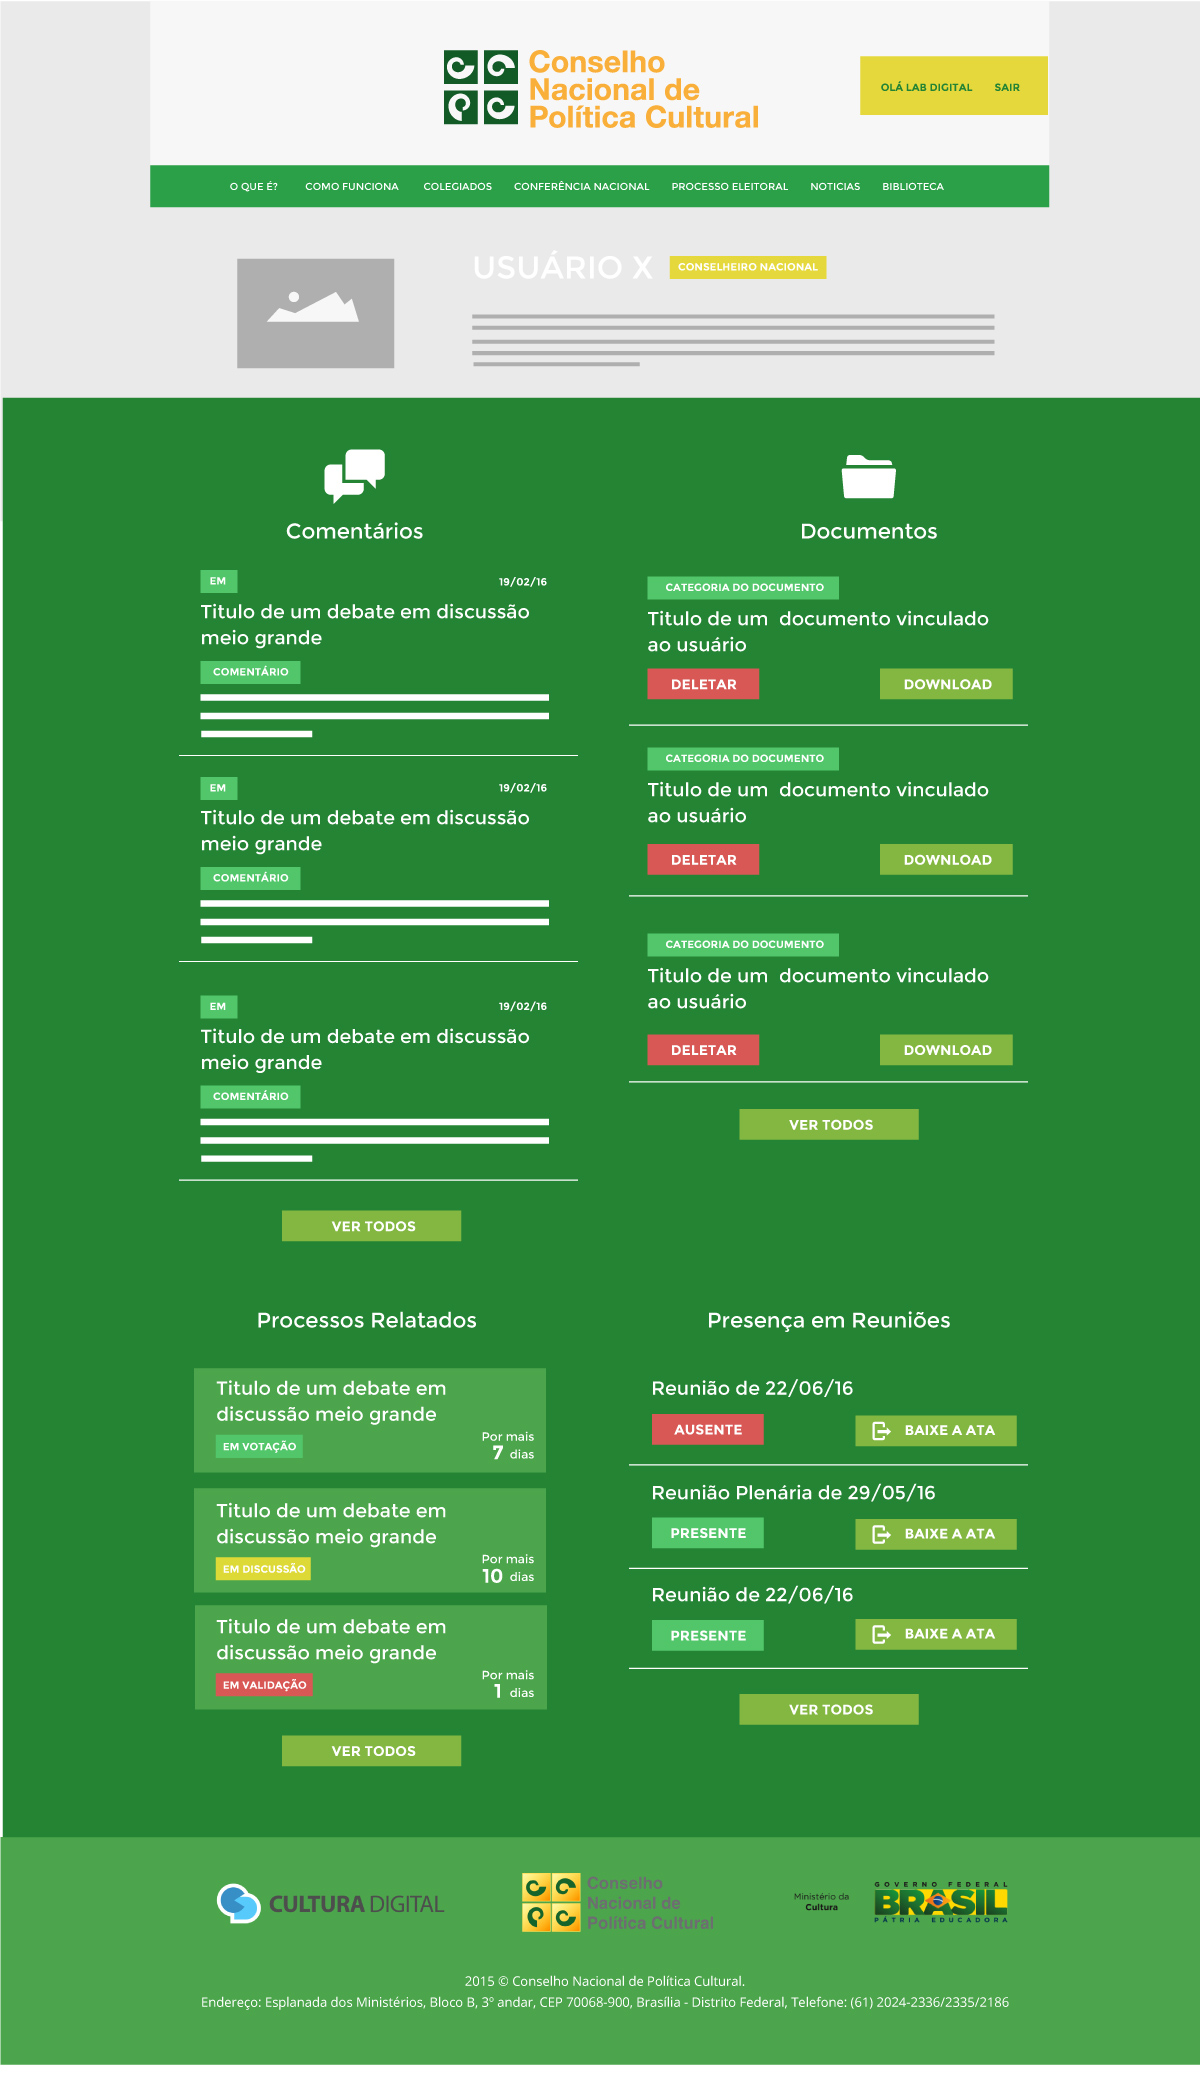 Conselho
Nacional de
Política Cultural
OLÁ LAB DIGITAL SAIR
O QUE É? COMO FUNCIONA COLEGIADOS CONFERÊNCIA NACIONAL PROCESSO ELEITORAL NOTICIAS BIBLIOTECA
USUÁRIO X CONSELHEIRO NACIONAL
Comentários
EM 19/02/16
Titulo de um debate em discussão
meio grande
COMENTÁRIO
EM 19/02/16
Titulo de um debate em discussão
meio grande
COMENTÁRIO
EM 19/02/16
Titulo de um debate em discussão
meio grande
COMENTÁRIO
VER TODOS
Documentos
CATEGORIA DO DOCUMENTO
Titulo de um documento vinculado
ao usuário
DELETAR DOWNLOAD
CATEGORIA DO DOCUMENTO
Titulo de um documento vinculado
ao usuário
DELETAR DOWNLOAD
CATEGORIA DO DOCUMENTO
Titulo de um documento vinculado
ao usuário
DELETAR DOWNLOAD
VER TODOS
Processos Relatados
Titulo de um debate em
discussão meio grande
EM VOTAÇÃO
Por mais
7 dias
Titulo de um debate em
discussão meio grande
EM DISCUSSÃO
Por mais
10 dias
Titulo de um debate em
discussão meio grande
EM VALIDAÇÃO
Por mais
1 dias
VER TODOS
Presença em Reuniões
Reunião de 22/06/16
AUSENTE BAIXE A ATA
Reunião Plenária de 29/05/16
PRESENTE BAIXE A ATA
Reunião de 22/06/16
PRESENTE BAIXE A ATA
VER TODOS
CULTURA DIGITAL
Conselho
Nacional de
Política Cultural
Ministério da
Cultura
GOVERNO FEDERAL
BRASIL
PÁTRIA EDUCADORA
2015 © Conselho Nacional de Política Cultural.
Endereço: Esplanada dos Ministérios, Bloco B, 3º andar, CEP 70068-900, Brasília - Distrito Federal, Telefone: (61) 2024-2336/2335/2186